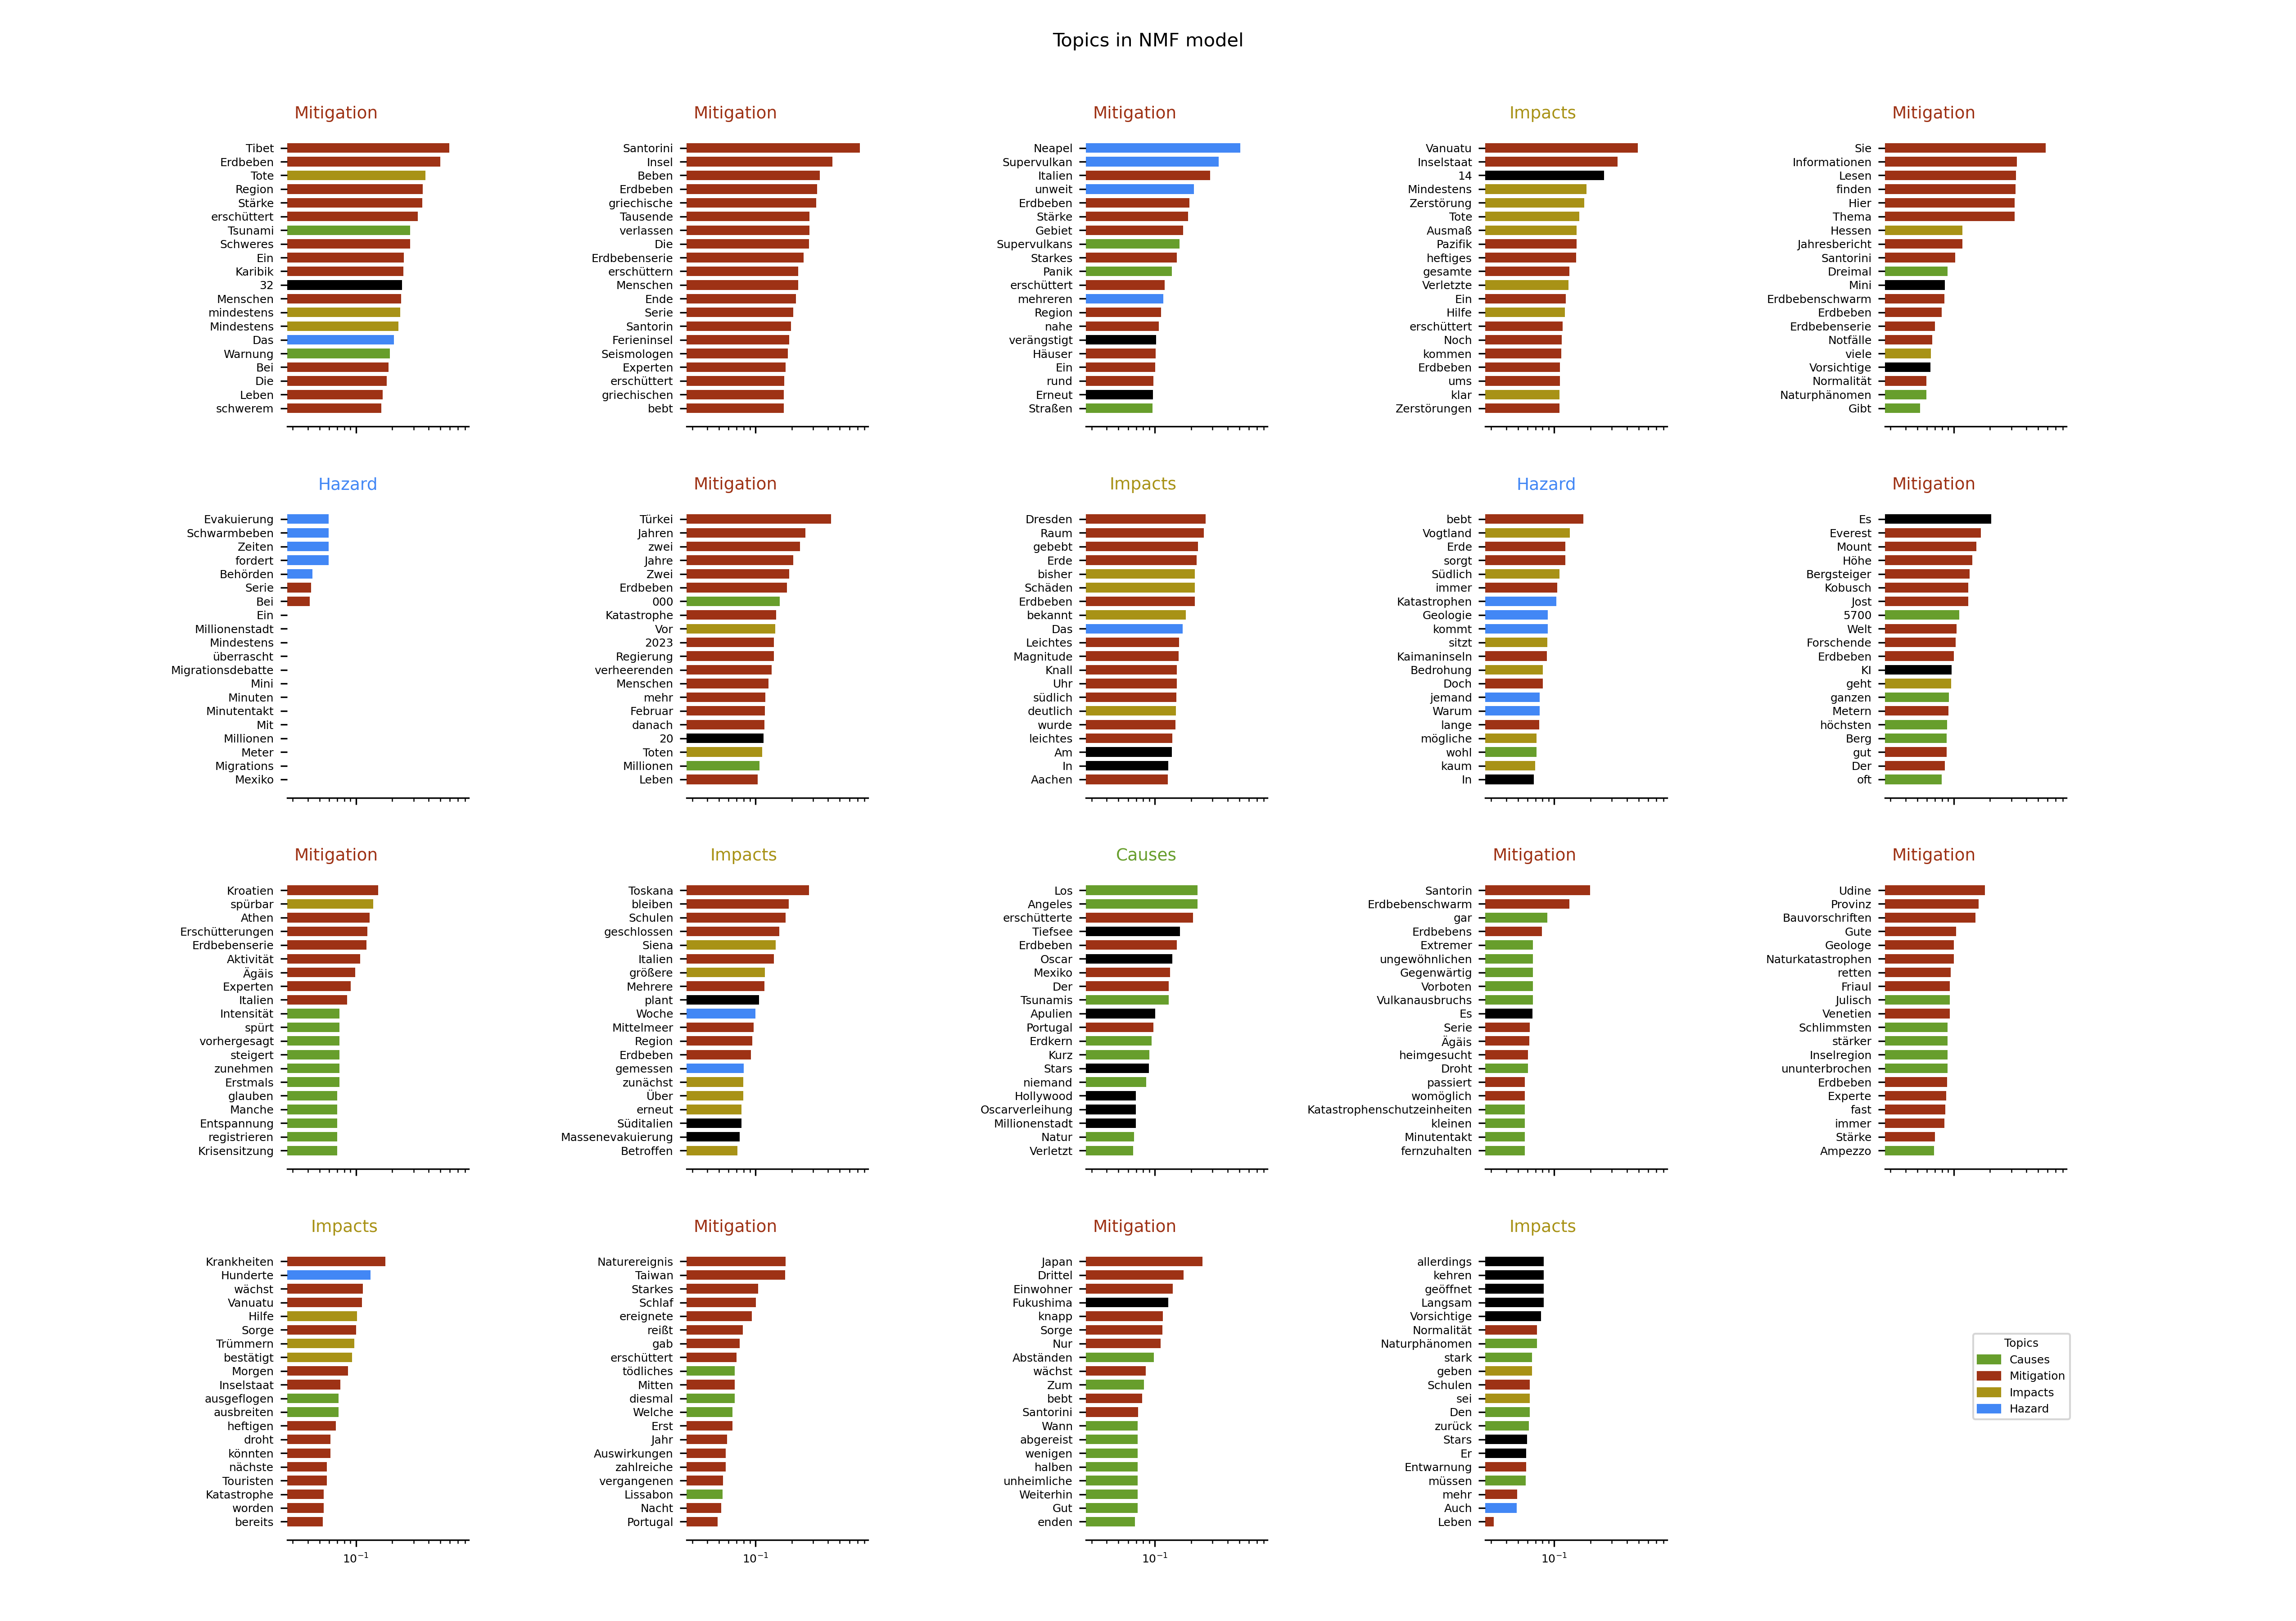 Topics in NMF model
Mitigation
Tibet
Erdbeben
Tote
Region
Stärke
erschüttert
Tsunami
Schweres
Ein
Karibik
32
Menschen
mindestens
Mindestens
Das
Warnung
Bei
Die
Leben
schwerem
Mitigation
Santorini
Insel
Beben
Erdbeben
griechische
Tausende
verlassen
Die
Erdbebenserie
erschüttern
Menschen
Ende
Serie
Santorin
Ferieninsel
Seismologen
Experten
erschüttert
griechischen
bebt
Mitigation
Neapel
Supervulkan
Italien
unweit
Erdbeben
Stärke
Gebiet
Supervulkans
Starkes
Panik
erschüttert
mehreren
Region
nahe
verängstigt
Häuser
Ein
rund
Erneut
Straßen
Impacts
Vanuatu
Inselstaat
14
Mindestens
Zerstörung
Tote
Ausmaß
Pazifik
heftiges
gesamte
Verletzte
Ein
Hilfe
erschüttert
Noch
kommen
Erdbeben
ums
klar
Zerstörungen
Mitigation
Sie
Informationen
Lesen
finden
Hier
Thema
Hessen
Jahresbericht
Santorini
Dreimal
Mini
Erdbebenschwarm
Erdbeben
Erdbebenserie
Notfälle
viele
Vorsichtige
Normalität
Naturphänomen
Gibt
Hazard
Evakuierung
Schwarmbeben
Zeiten
fordert
Behörden
Serie
Bei
Ein
Millionenstadt
Mindestens
überrascht
Migrationsdebatte
Mini
Minuten
Minutentakt
Mit
Millionen
Meter
Migrations
Mexiko
Mitigation
Türkei
Jahren
zwei
Jahre
Zwei
Erdbeben
000
Katastrophe
Vor
2023
Regierung
verheerenden
Menschen
mehr
Februar
danach
20
Toten
Millionen
Leben
Impacts
Dresden
Raum
gebebt
Erde
bisher
Schäden
Erdbeben
bekannt
Das
Leichtes
Magnitude
Knall
Uhr
südlich
deutlich
wurde
leichtes
Am
In
Aachen
Hazard
bebt
Vogtland
Erde
sorgt
Südlich
immer
Katastrophen
Geologie
kommt
sitzt
Kaimaninseln
Bedrohung
Doch
jemand
Warum
lange
mögliche
wohl
kaum
In
Mitigation
Es
Everest
Mount
Höhe
Bergsteiger
Kobusch
Jost
5700
Welt
Forschende
Erdbeben
KI
geht
ganzen
Metern
höchsten
Berg
gut
Der
oft
Mitigation
Kroatien
spürbar
Athen
Erschütterungen
Erdbebenserie
Aktivität
Ägäis
Experten
Italien
Intensität
spürt
vorhergesagt
steigert
zunehmen
Erstmals
glauben
Manche
Entspannung
registrieren
Krisensitzung
Impacts
Toskana
bleiben
Schulen
geschlossen
Siena
Italien
größere
Mehrere
plant
Woche
Mittelmeer
Region
Erdbeben
gemessen
zunächst
Über
erneut
Süditalien
Massenevakuierung
Betroffen
Causes
Los
Angeles
erschütterte
Tiefsee
Erdbeben
Oscar
Mexiko
Der
Tsunamis
Apulien
Portugal
Erdkern
Kurz
Stars
niemand
Hollywood
Oscarverleihung
Millionenstadt
Natur
Verletzt
Mitigation
Santorin
Erdbebenschwarm
gar
Erdbebens
Extremer
ungewöhnlichen
Gegenwärtig
Vorboten
Vulkanausbruchs
Es
Serie
Ägäis
heimgesucht
Droht
passiert
womöglich
Katastrophenschutzeinheiten
kleinen
Minutentakt
fernzuhalten
Mitigation
Udine
Provinz
Bauvorschriften
Gute
Geologe
Naturkatastrophen
retten
Friaul
Julisch
Venetien
Schlimmsten
stärker
Inselregion
ununterbrochen
Erdbeben
Experte
fast
immer
Stärke
Ampezzo
Impacts
Krankheiten
Hunderte
wächst
Vanuatu
Hilfe
Sorge
Trümmern
bestätigt
Morgen
Inselstaat
ausgeflogen
ausbreiten
heftigen
droht
könnten
nächste
Touristen
Katastrophe
worden
bereits
10⁻¹
Mitigation
Naturereignis
Taiwan
Starkes
Schlaf
ereignete
reißt
gab
erschüttert
tödliches
Mitten
diesmal
Welche
Erst
Jahr
Auswirkungen
zahlreiche
vergangenen
Lissabon
Nacht
Portugal
10⁻¹
Mitigation
Japan
Drittel
Einwohner
Fukushima
knapp
Sorge
Nur
Abständen
wächst
Zum
bebt
Santorini
Wann
abgereist
wenigen
halben
unheimliche
Weiterhin
Gut
enden
10⁻¹
Impacts
allerdings
kehren
geöffnet
Langsam
Vorsichtige
Normalität
Naturphänomen
stark
geben
Schulen
sei
Den
zurück
Stars
Er
Entwarnung
müssen
mehr
Auch
Leben
10⁻¹
Topics
Causes
Mitigation
Impacts
Hazard